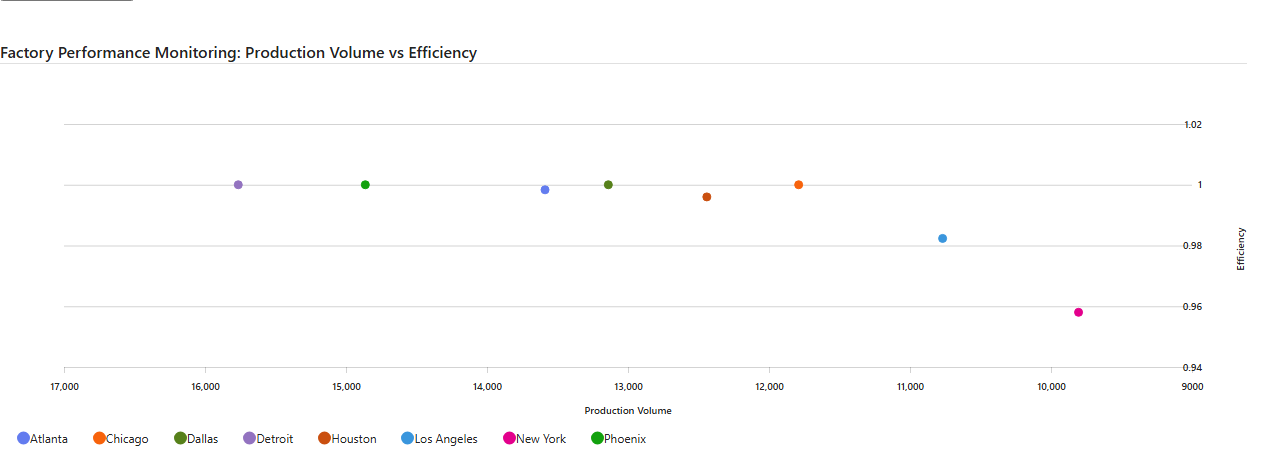 Factory Performance Monitoring: Production Volume vs Efficiency
1.02
1
0.98
Efficiency
0.96
0.94
17,000 16,000 15,000 14,000 13,000 12,000 11,000 10,000 9000
Production Volume
Atlanta Chicago Dallas Detroit Houston Los Angeles New York Phoenix